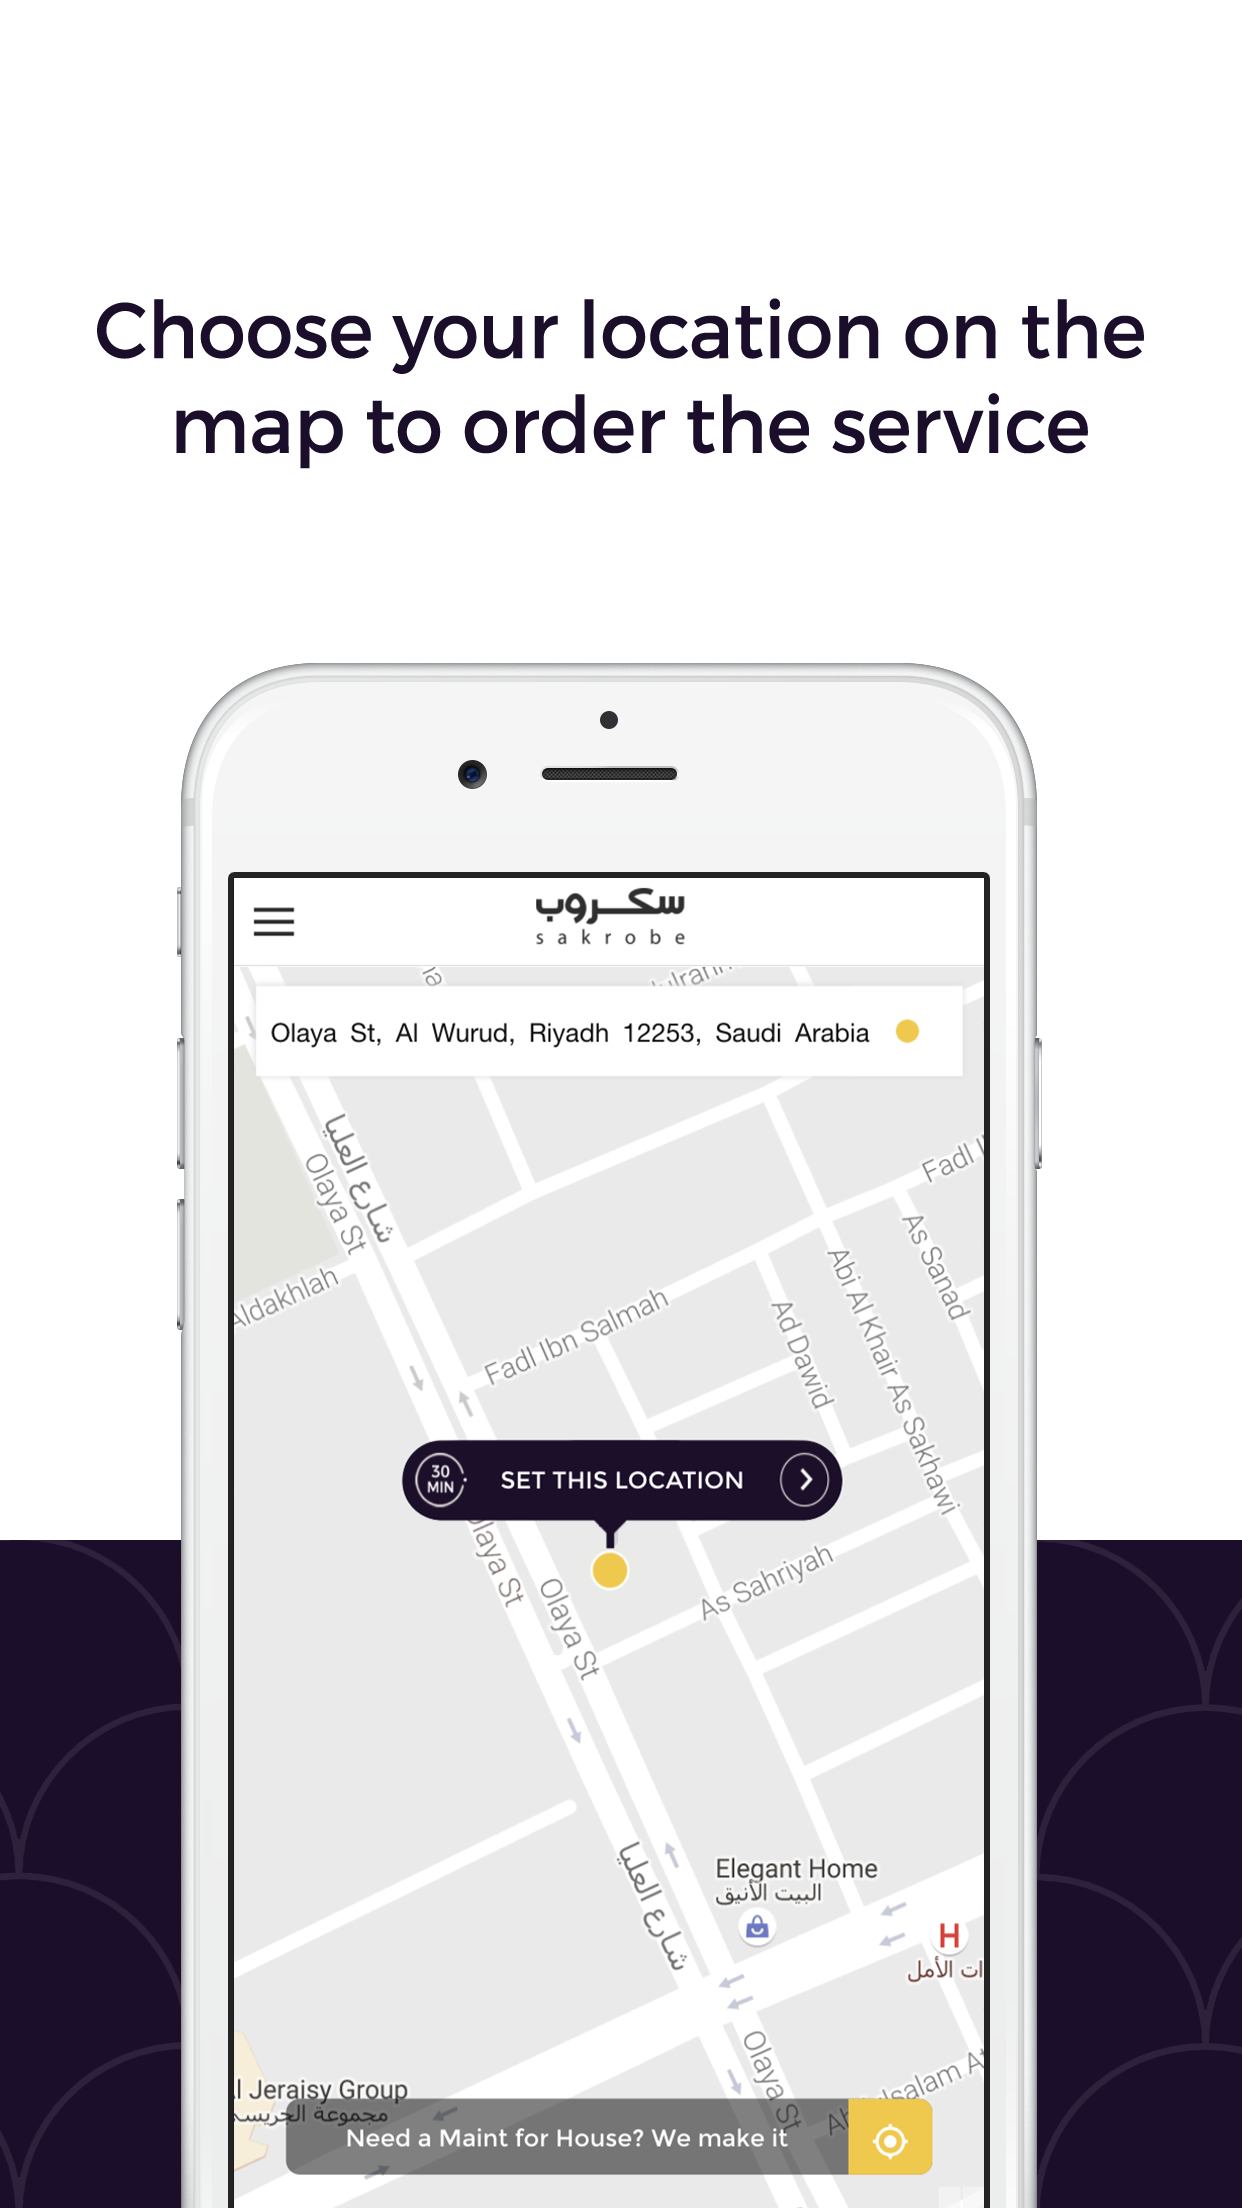 Choose your location on the
map to order the service
سكروب
sakrobe
Olaya St, Al Wurud, Riyadh 12253, Saudi Arabia
شارع العليا
Olaya St
Aldakhlah
Fadl Ibn Salmah
Fadl
As Sanad
Abi Al Khair As Sakhawi
Ad Dawid
30
MIN
SET THIS LOCATION
Olaya St
Olaya St
As Sahriyah
شارع العليا
Elegant Home
البيت الأنيق
H
الأمل
Olaya St
Jeraisy Group
مجموعة الجريسي
Need a Maint for House? We make it